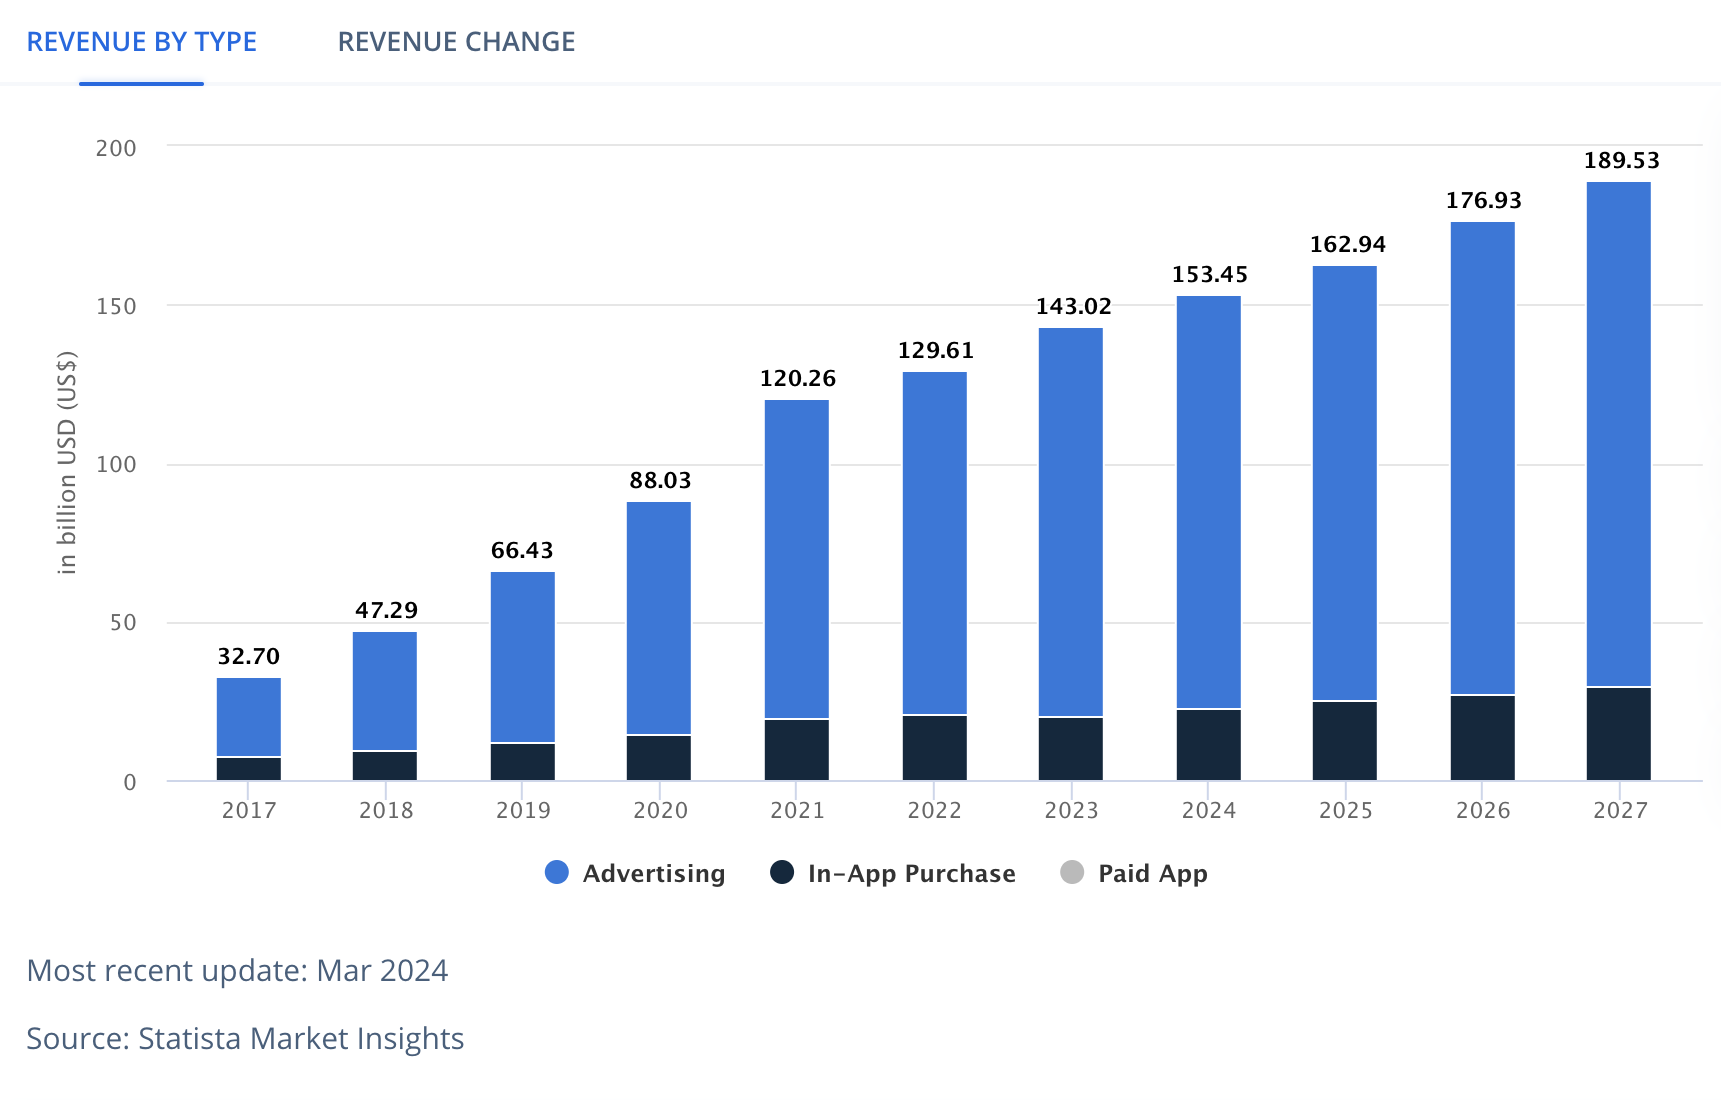 REVENUE BY TYPE REVENUE CHANGE
in billion USD (US$)
200
150
100
50
0
32.70
47.29
66.43
88.03
120.26
129.61
143.02
153.45
162.94
176.93
189.53
2017 2018 2019 2020 2021 2022 2023 2024 2025 2026 2027
Advertising In-App Purchase Paid App
Most recent update: Mar 2024
Source: Statista Market Insights